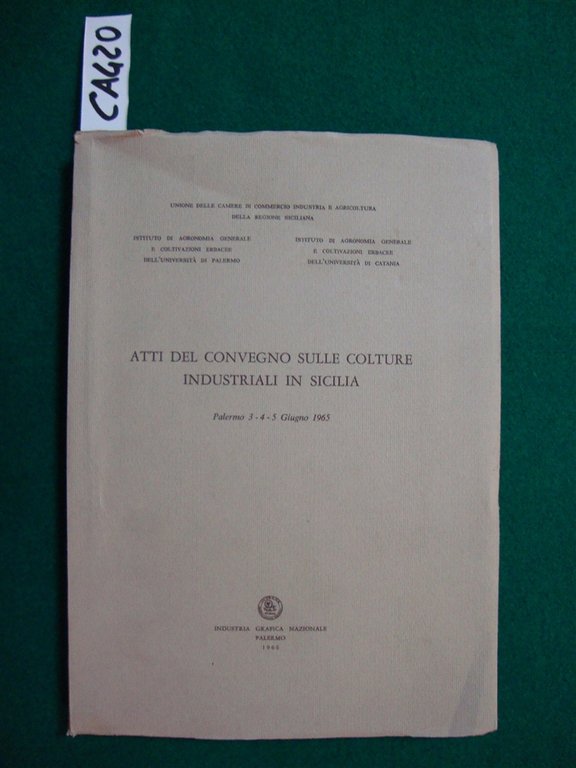 CAG20
UNIONE DELLE CAMERE DI COMMERCIO INDUSTRIA E AGRICOLTURA
DELLA REGIONE SICILIANA
ISTITUTO DI AGRONOMIA GENERALE
E COLTIVAZIONI ERBACEE
DELL'UNIVERSITÀ DI PALERMO
ISTITUTO DI AGRONOMIA GENERALE
E COLTIVAZIONI ERBACEE
DELL'UNIVERSITÀ DI CATANIA
ATTI DEL CONVEGNO SULLE COLTURE
INDUSTRIALI IN SICILIA
Palermo 3 - 4 - 5 Giugno 1965
INDUSTRIA GRAFICA NAZIONALE
PALERMO